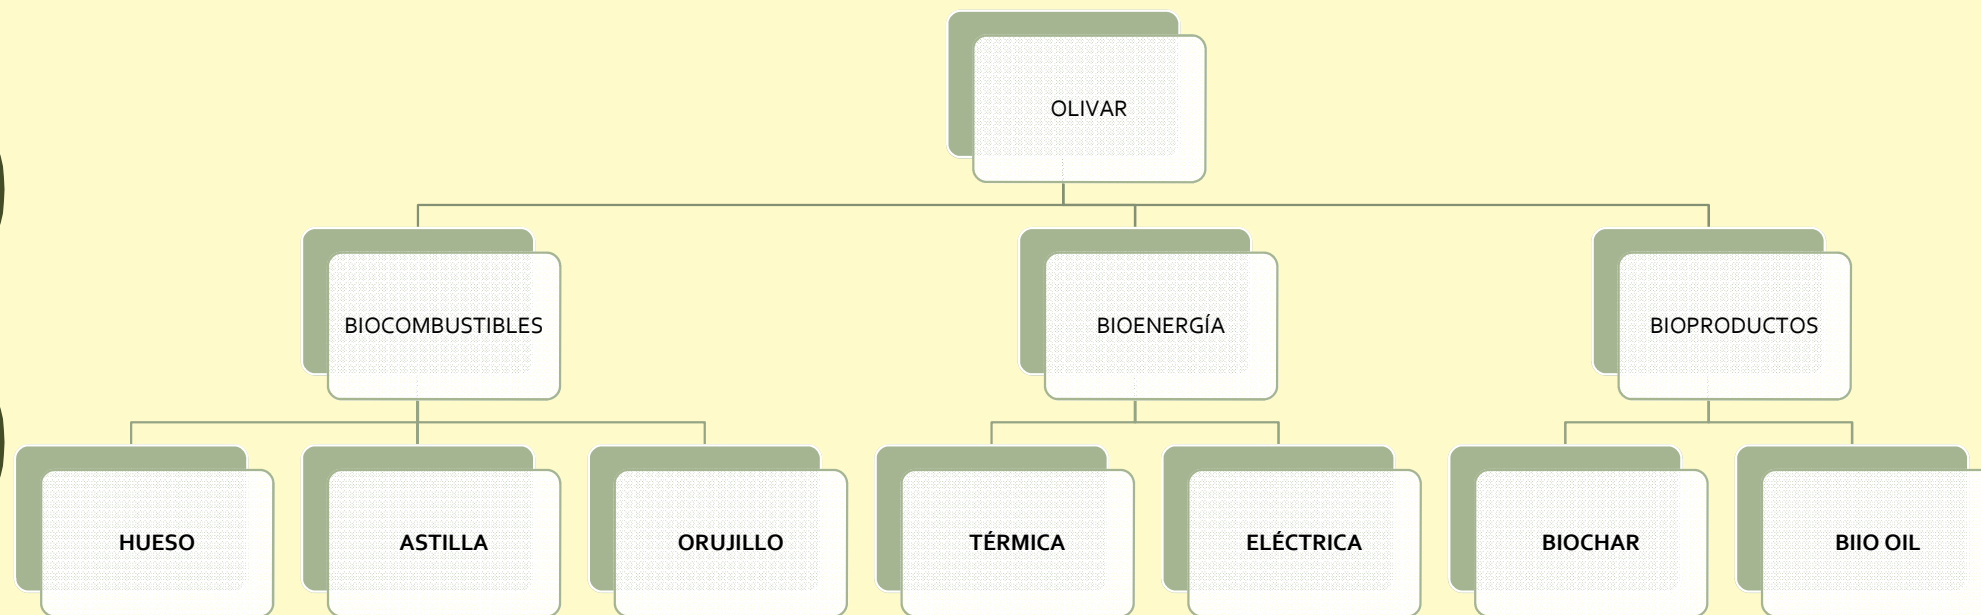 OLIVAR
BIOCOMBUSTIBLES
BIOENERGÍA
BIOPRODUCTOS
HUESO
ASTILLA
ORUJILLO
TÉRMICA
ELÉCTRICA
BIOCHAR
BIIO OIL